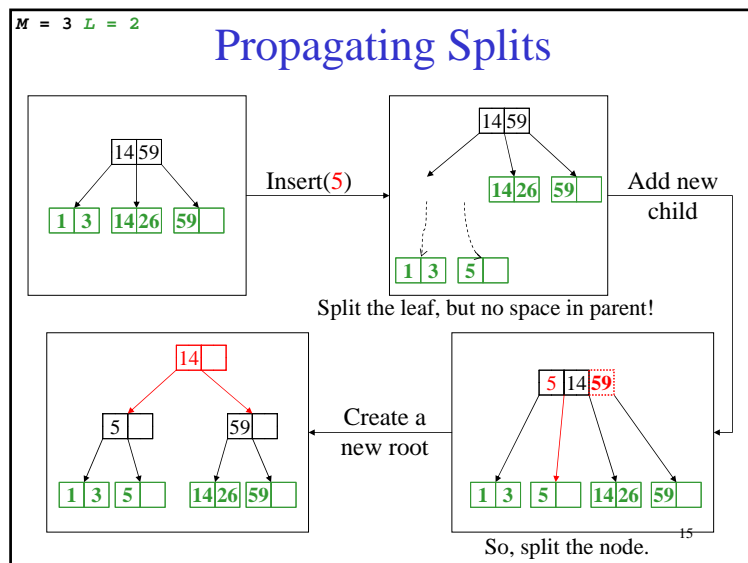 M = 3 L = 2
Propagating Splits
14 59
1 3 14 26 59
Insert(5)
14 59
14 26 59
1 3 5
Split the leaf, but no space in parent!
Add new
child
5 14 59
1 3 5 14 26 59
So, split the node.
Create a
new root
14
5 59
1 3 5 14 26 59
15